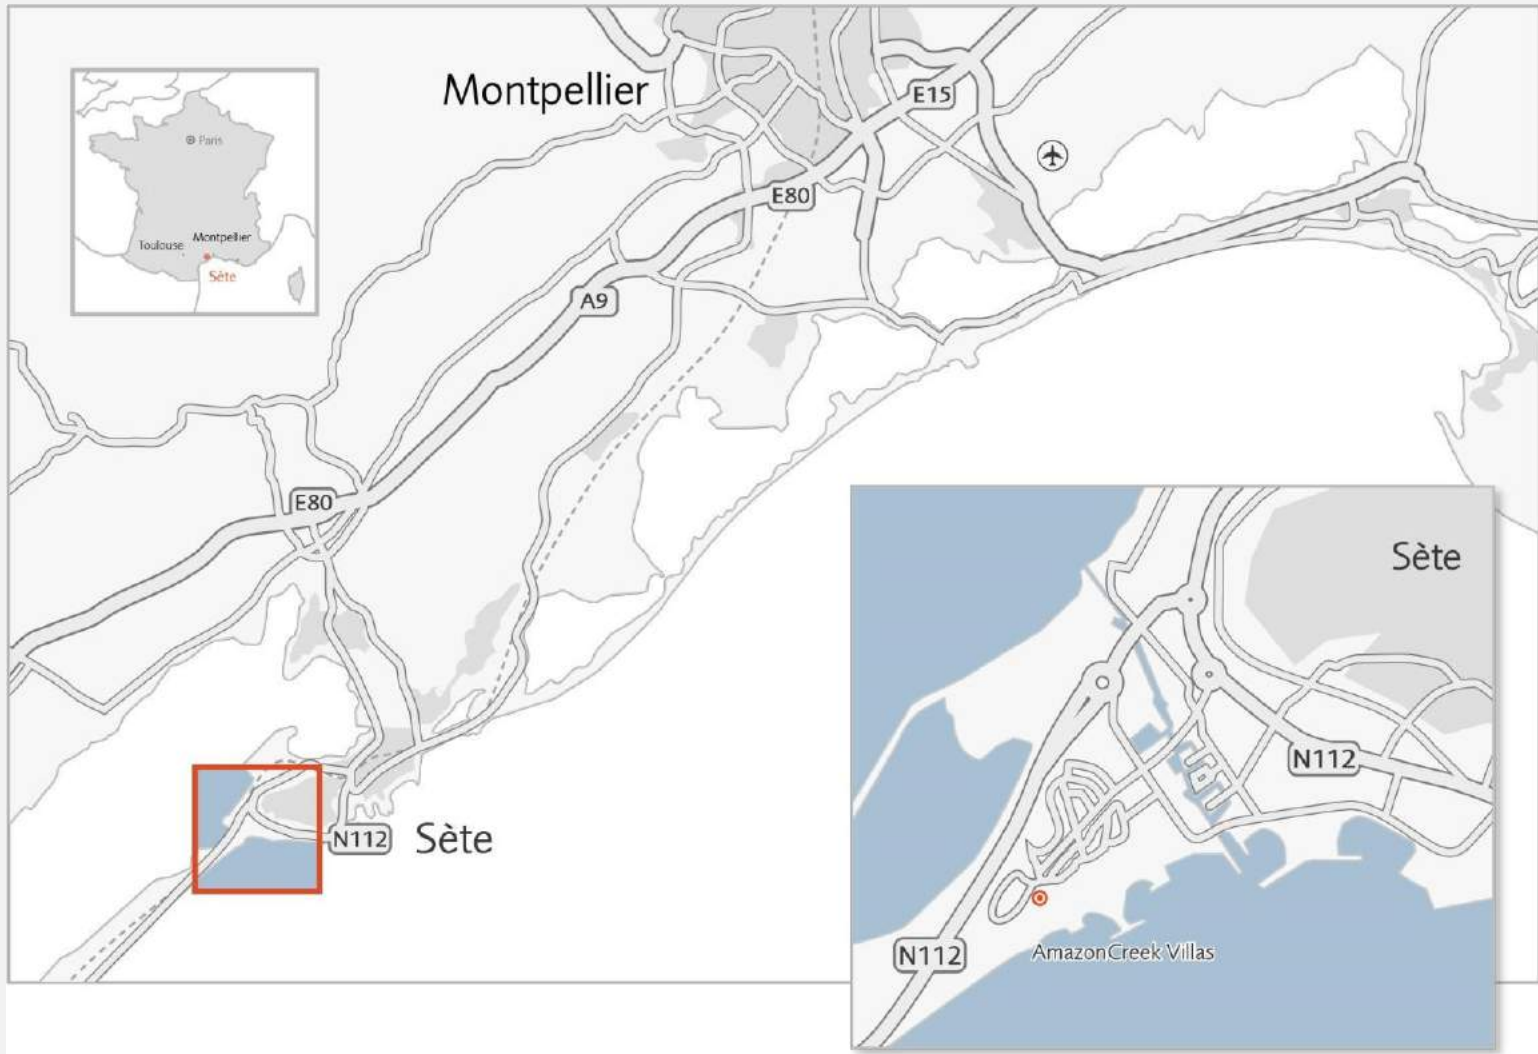 Montpellier
E15
Paris
E80
Toulouse
Montpellier
Sète
A9
E80
Sète
N112
N112
Sète
N112
AmazonCreek Villas